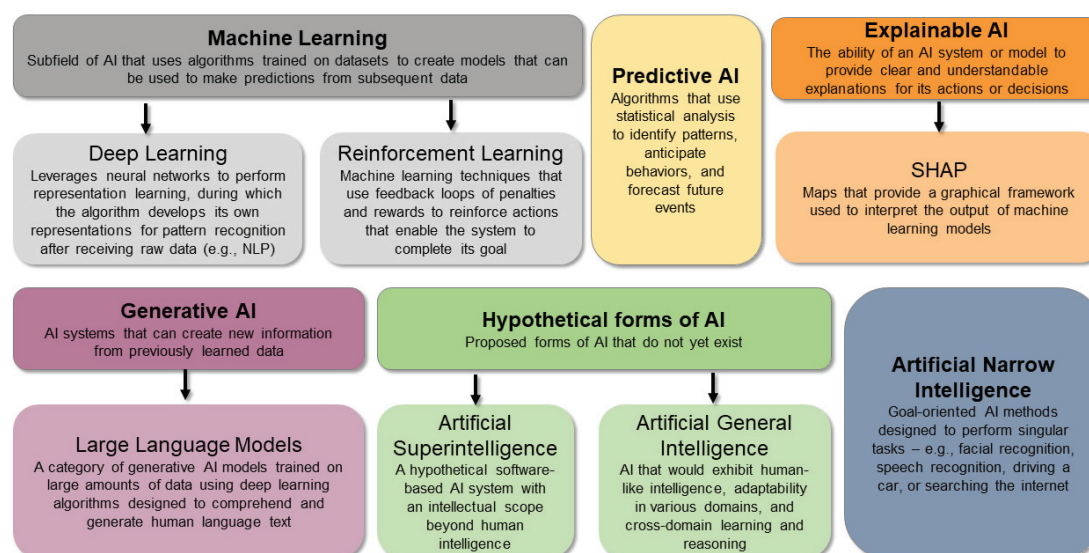 Machine Learning
Subfield of AI that uses algorithms trained on datasets to create models that can
be used to make predictions from subsequent data
Deep Learning
Leverages neural networks to perform
representation learning, during which
the algorithm develops its own
representations for pattern recognition
after receiving raw data (e.g., NLP)
Reinforcement Learning
Machine learning techniques that
use feedback loops of penalties
and rewards to reinforce actions
that enable the system to
complete its goal
Predictive AI
Algorithms that use
statistical analysis
to identify patterns,
anticipate
behaviors, and
forecast future
events
Explainable AI
The ability of an AI system or model to
provide clear and understandable
explanations for its actions or decisions
SHAP
Maps that provide a graphical framework
used to interpret the output of machine
learning models
Generative AI
AI systems that can create new information
from previously learned data
Large Language Models
A category of generative AI models trained on
large amounts of data using deep learning
algorithms designed to comprehend and
generate human language text
Hypothetical forms of AI
Proposed forms of AI that do not yet exist
Artificial
Superintelligence
A hypothetical software-
based AI system with
an intellectual scope
beyond human
intelligence
Artificial General
Intelligence
AI that would exhibit human-
like intelligence, adaptability
in various domains, and
cross-domain learning and
reasoning
Artificial Narrow
Intelligence
Goal-oriented AI methods
designed to perform singular
tasks – e.g., facial recognition,
speech recognition, driving a
car, or searching the internet